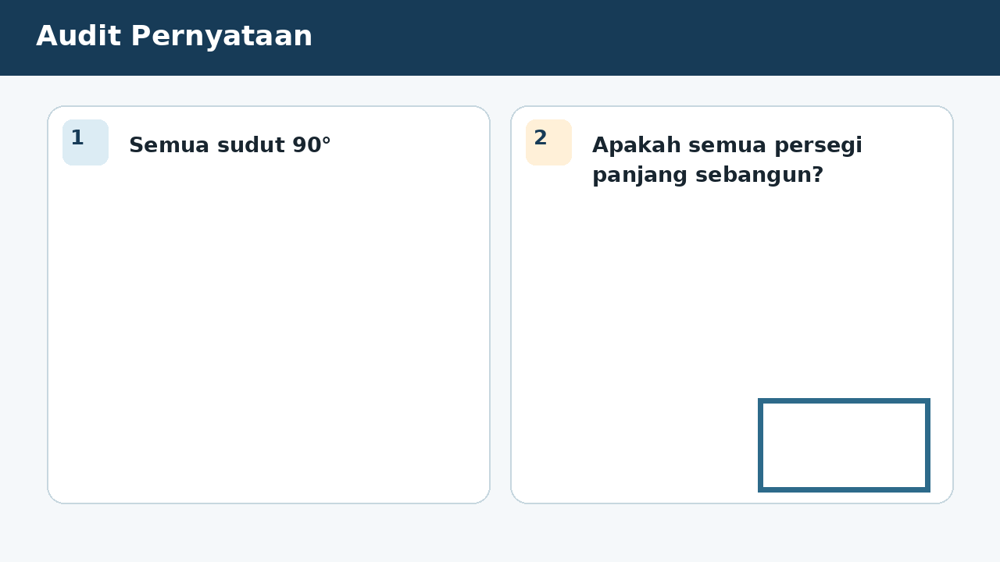 Audit Pernyataan
1
Semua sudut 90°
2
Apakah semua persegi
panjang sebangun?